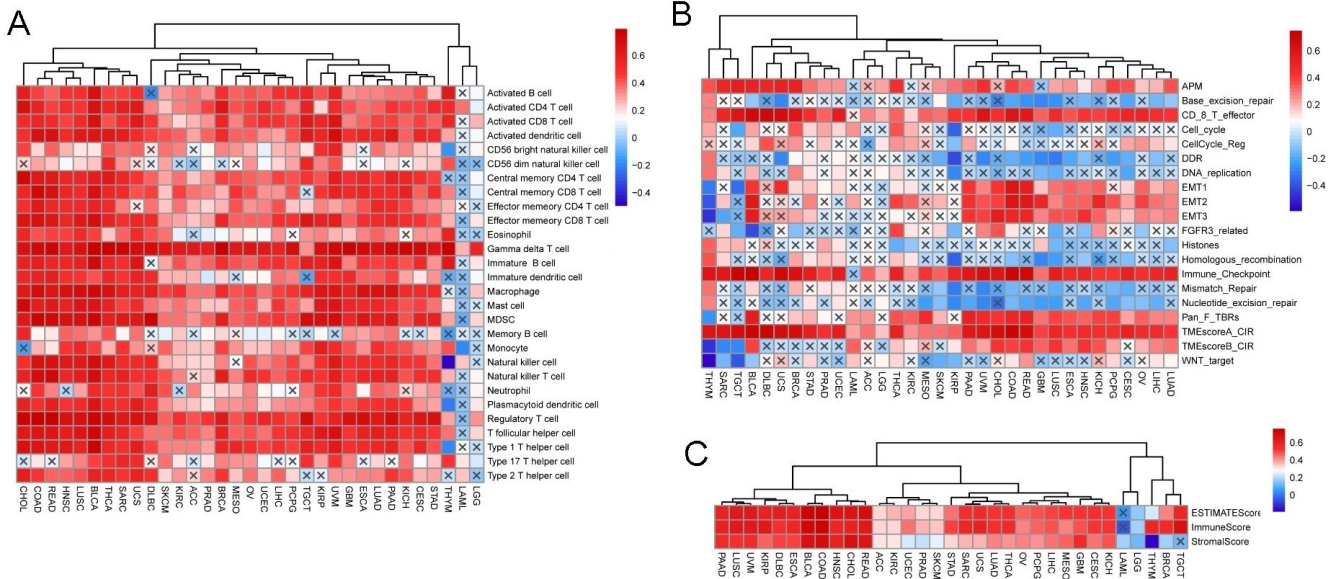 A
0.6
0.4
0.2
0
−0.2
−0.4
Activated B cell
Activated CD4 T cell
Activated CD8 T cell
Activated dendritic cell
CD56 bright natural killer cell
CD56 dim natural killer cell
Central memory CD4 T cell
Central memory CD8 T cell
Effector memeory CD4 T cell
Effector memeory CD8 T cell
Eosinophil
Gamma delta T cell
Immature B cell
Immature dendritic cell
Macrophage
Mast cell
MDSC
Memory B cell
Monocyte
Natural killer cell
Natural killer T cell
Neutrophil
Plasmacytoid dendritic cell
Regulatory T cell
T follicular helper cell
Type 1 T helper cell
Type 17 T helper cell
Type 2 T helper cell
CHOL
COAD
READ
HNSC
LUSC
BLCA
THCA
SARC
UCS
DLBC
SKCM
KIRC
ACC
PRAD
BRCA
MESO
OV
UCEC
LIHC
PCPG
TGCT
KIRP
UVM
GBM
ESCA
LUAD
PAAD
KICH
CESC
STAD
THYM
LAML
LGG
B
0.6
0.4
0.2
0
−0.2
−0.4
APM
Base_excision_repair
CD_8_T_effector
Cell_cycle
CellCycle_Reg
DDR
DNA_replication
EMT1
EMT2
EMT3
FGFR3_related
Histones
Homologous_recombination
Immune_Checkpoint
Mismatch_Repair
Nucleotide_excision_repair
Pan_F_TBRs
TMEscoreA_CIR
TMEscoreB_CIR
WNT_target
THYM
SARC
TGCT
BLCA
DLBC
UCS
BRCA
STAD
PRAD
UCEC
LAML
ACC
LGG
THCA
KIRC
MESO
SKCM
KIRP
PAAD
UVM
CHOL
COAD
READ
GBM
LUSC
ESCA
HNSC
KICH
PCPG
CESC
OV
LIHC
LUAD
C
0.6
0.4
0.2
0
ESTIMATEScore
ImmuneScore
StromalScore
PAAD
LUSC
UVM
KIRP
DLBC
ESCA
BLCA
COAD
HNSC
CHOL
READ
ACC
KIRC
UCEC
PRAD
SKCM
STAD
SARC
UCS
LUAD
THCA
OV
PCPG
LIHC
MESO
GBM
CESC
KICH
LAML
LGG
THYM
BRCA
TGCT